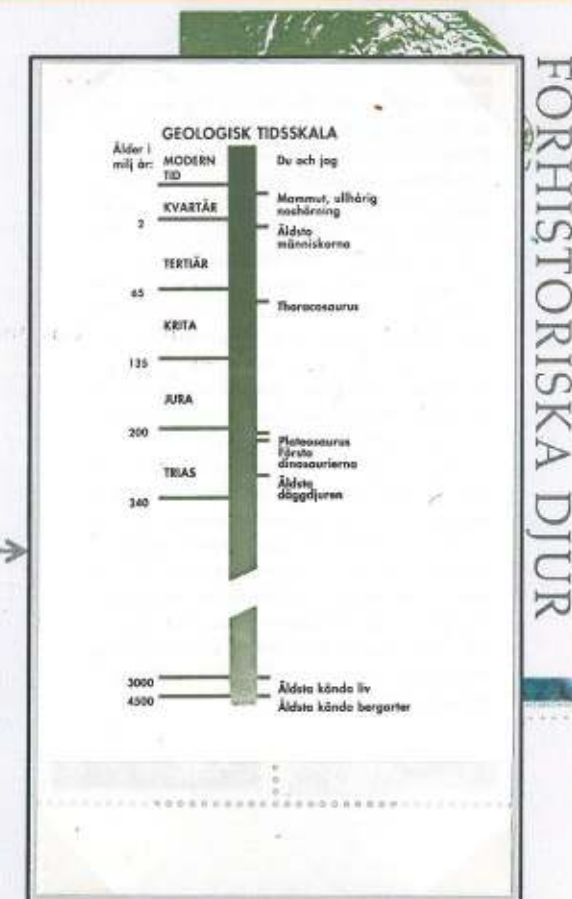 FÖRHISTORISKA DJUR
GEOLOGISK TIDSSKALA
Ålder i
milj år:
MODERN
TID
Du och jag
Mammut, ullhårig
noshörning
KVARTÄR
2
Äldsta
människorna
TERTIÄR
65
Thoracosaurus
KRITA
135
JURA
200
Plateosaurus
Första
dinosaurierna
TRIAS
Äldsta
däggdjuren
240
3000
Äldsta kända liv
4500
Äldsta kända bergarter